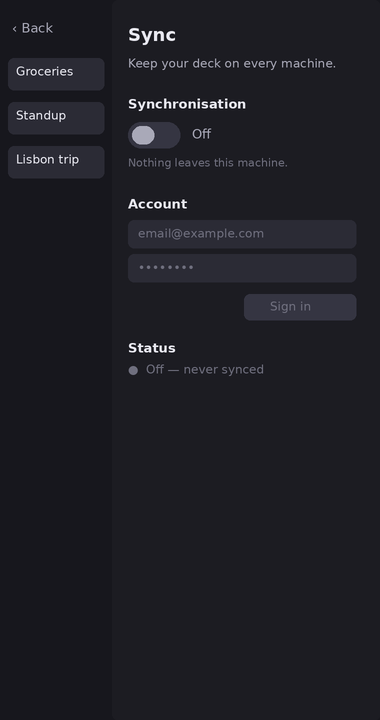 ‹ Back
Groceries
Standup
Lisbon trip
Sync
Keep your deck on every machine.
Synchronisation
Off
Nothing leaves this machine.
Account
email@example.com
••••••••
Sign in
Status
Off — never synced